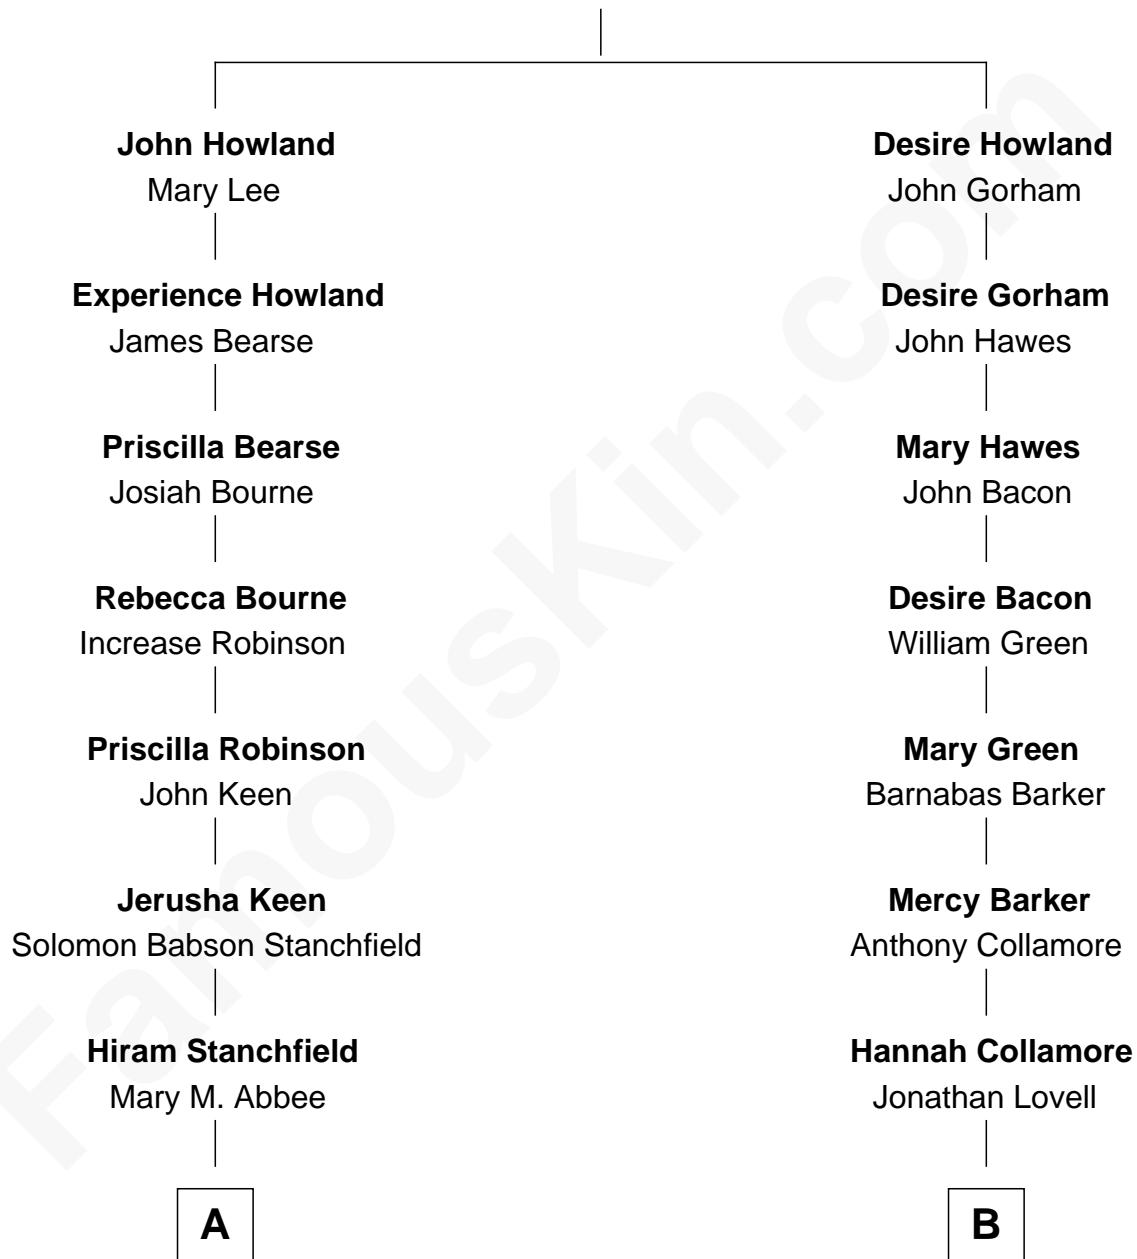 John Howland
Mary Lee
Desire Howland
John Gorham
Experience Howland
James Bearse
Desire Gorham
John Hawes
Priscilla Bearse
Josiah Bourne
Mary Hawes
John Bacon
Rebecca Bourne
Increase Robinson
Desire Bacon
William Green
Priscilla Robinson
John Keen
Mary Green
Barnabas Barker
Jerusha Keen
Solomon Babson Stanchfield
Mercy Barker
Anthony Collamore
Hiram Stanchfield
Mary M. Abbee
Hannah Collamore
Jonathan Lovell
A
B
FamousKin.com